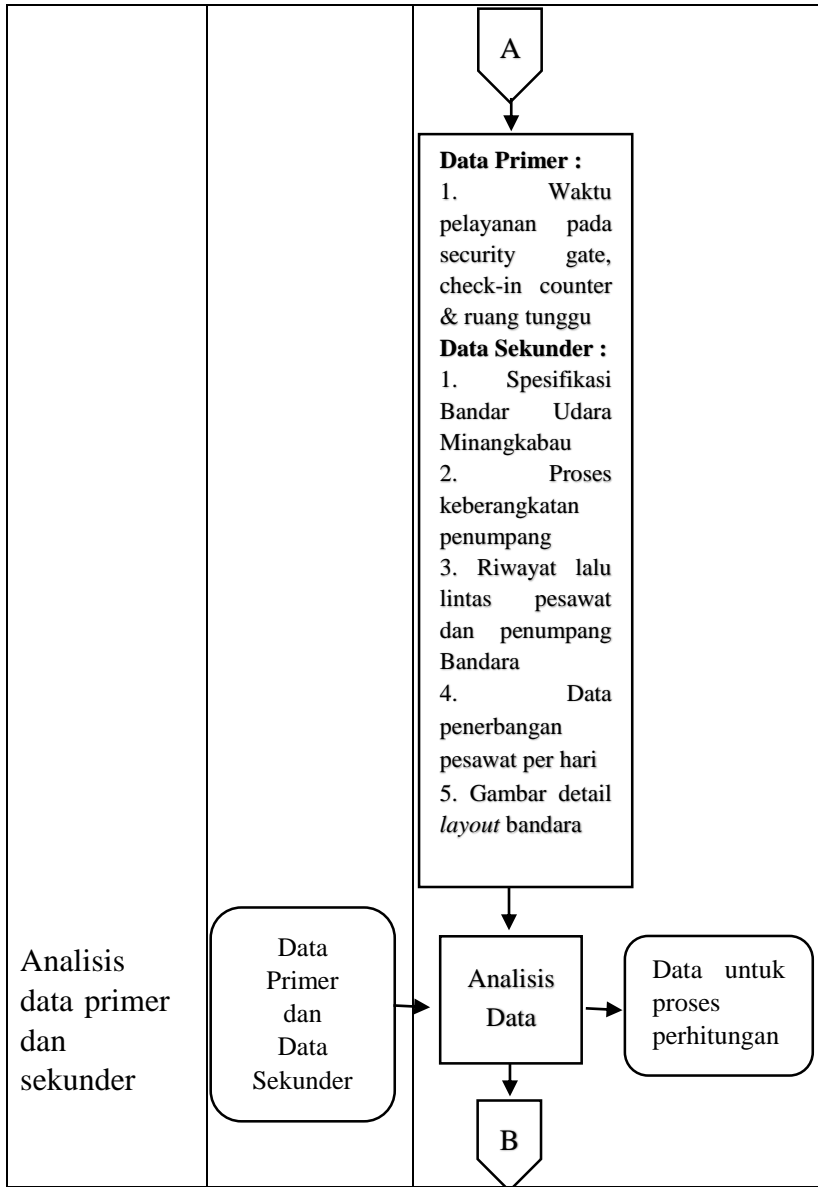 A
Data Primer :
1. Waktu
pelayanan pada
security gate,
check-in counter
& ruang tunggu
Data Sekunder :
1. Spesifikasi
Bandar Udara
Minangkabau
2. Proses
keberangkatan
penumpang
3. Riwayat lalu
lintas pesawat
dan penumpang
Bandara
4. Data
penerbangan
pesawat per hari
5. Gambar detail
layout bandara
Analisis
data primer
dan
sekunder
Data
Primer
dan
Data
Sekunder
Analisis
Data
Data untuk
proses
perhitungan
B